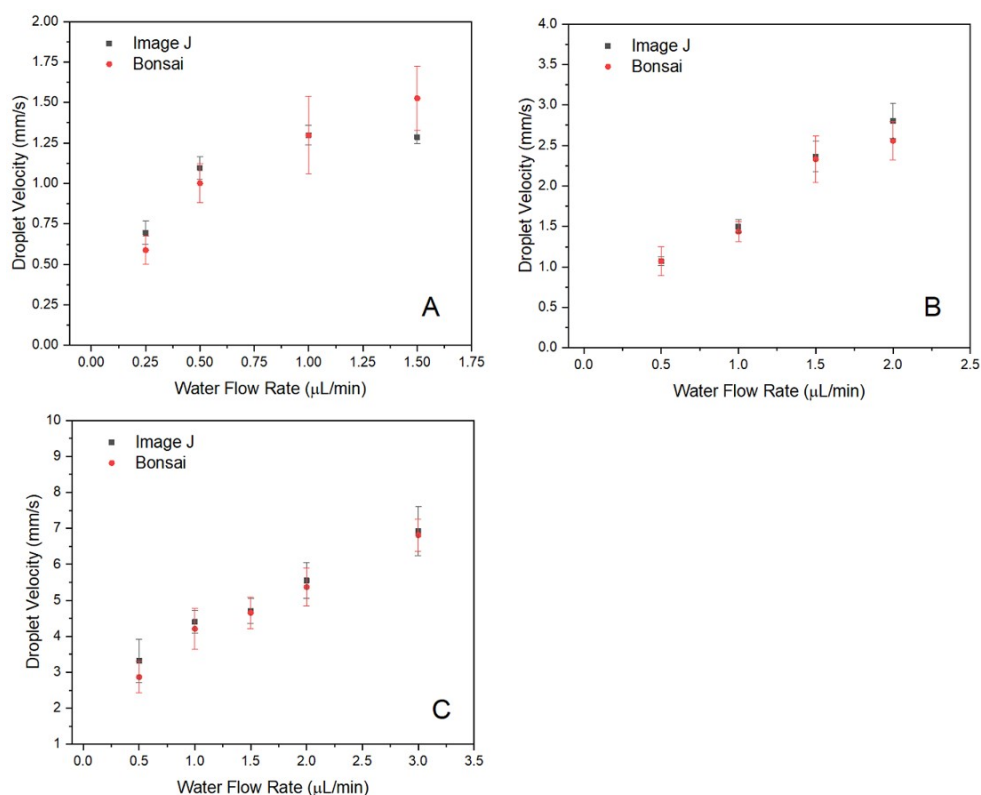 2.00
1.75
1.50
1.25
1.00
0.75
0.50
0.25
0.00
Droplet Velocity (mm/s)
Image J
Bonsai
A
0.00 0.25 0.50 0.75 1.00 1.25 1.50 1.75
Water Flow Rate (μL/min)
4.0
3.5
3.0
2.5
2.0
1.5
1.0
0.5
0.0
Droplet Velocity (mm/s)
Image J
Bonsai
B
0.0 0.5 1.0 1.5 2.0 2.5
Water Flow Rate (μL/min)
10
9
8
7
6
5
4
3
2
1
Droplet Velocity (mm/s)
Image J
Bonsai
C
0.0 0.5 1.0 1.5 2.0 2.5 3.0 3.5
Water Flow Rate (μL/min)